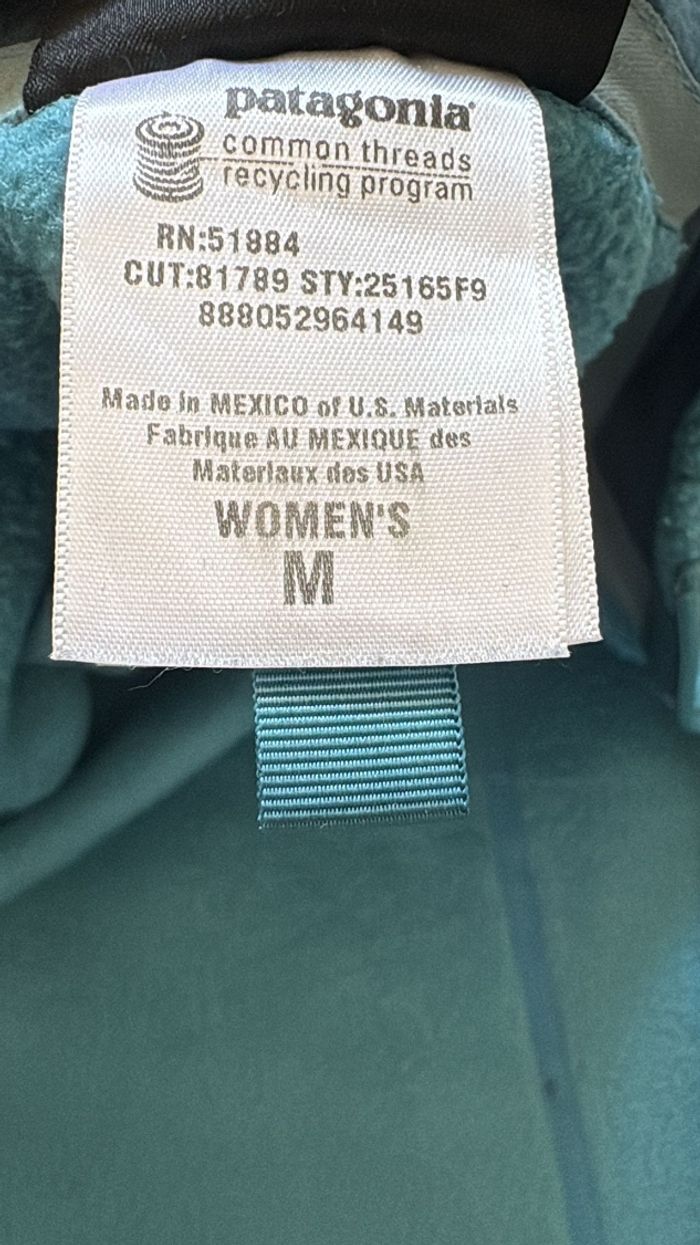 patagonia
common threads
recycling program
RN:51884
CUT:81789 STY:25165F9
888052964149
Made in MEXICO of U.S. Materials
Fabrique AU MEXIQUE des
Materiaux des USA
WOMEN'S
M